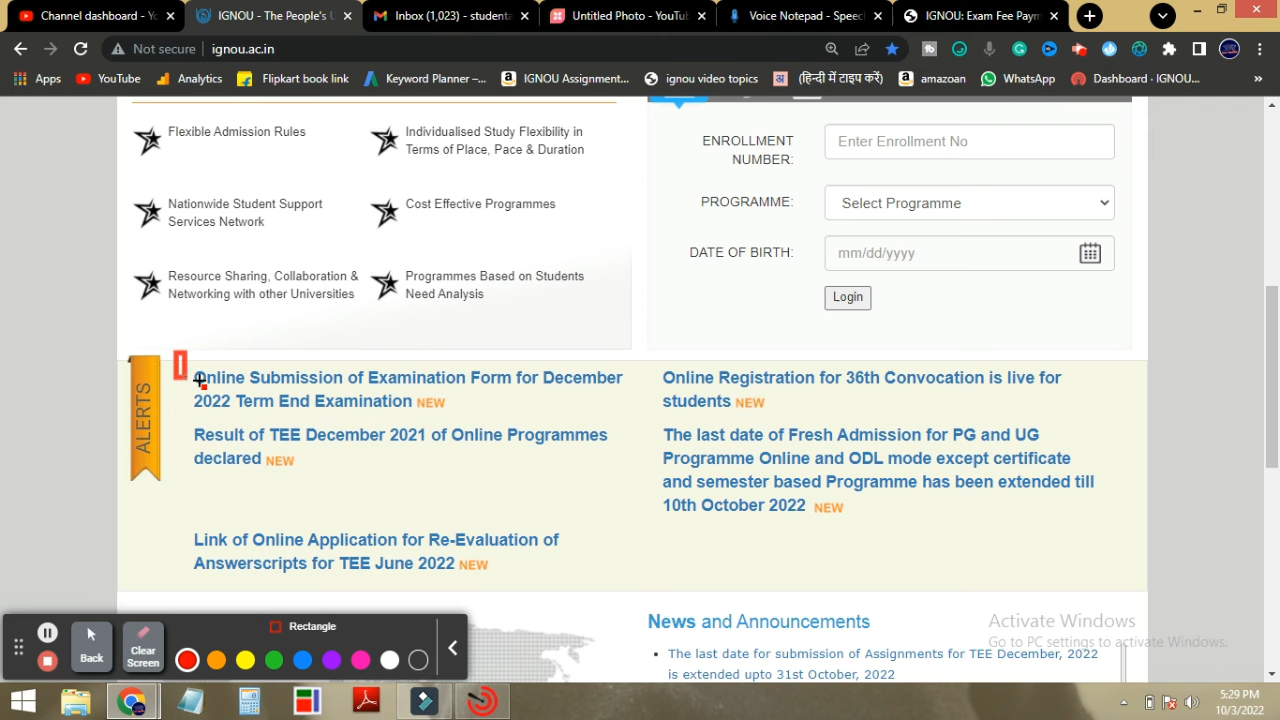 Channel dashboard - Y
IGNOU - The People's U
Inbox (1,023) - studenta
Untitled Photo - YouTub
Voice Notepad - Speec
IGNOU: Exam Fee Paym
Not secure
ignou.ac.in
Apps
YouTube
Analytics
Flipkart book link
Keyword Planner –...
IGNOU Assignment...
ignou video topics
(हिन्दी में टाइप करें)
amazoan
WhatsApp
Dashboard · IGNOU...
»
Flexible Admission Rules
Individualised Study Flexibility in
Terms of Place, Pace & Duration
Nationwide Student Support
Services Network
Cost Effective Programmes
Resource Sharing, Collaboration &
Networking with other Universities
Programmes Based on Students
Need Analysis
ENROLLMENT
NUMBER:
Enter Enrollment No
PROGRAMME:
Select Programme
DATE OF BIRTH:
mm/dd/yyyy
Login
ALERTS
Online Submission of Examination Form for December
2022 Term End Examination NEW
Result of TEE December 2021 of Online Programmes
declared NEW
Link of Online Application for Re-Evaluation of
Answerscripts for TEE June 2022 NEW
Online Registration for 36th Convocation is live for
students NEW
The last date of Fresh Admission for PG and UG
Programme Online and ODL mode except certificate
and semester based Programme has been extended till
10th October 2022 NEW
News and Announcements
The last date for submission of Assignments for TEE December, 2022
is extended upto 31st October, 2022
Activate Windows
Go to PC settings to activate Windows.
Rectangle
Back
Clear
Screen
5:29 PM
10/3/2022